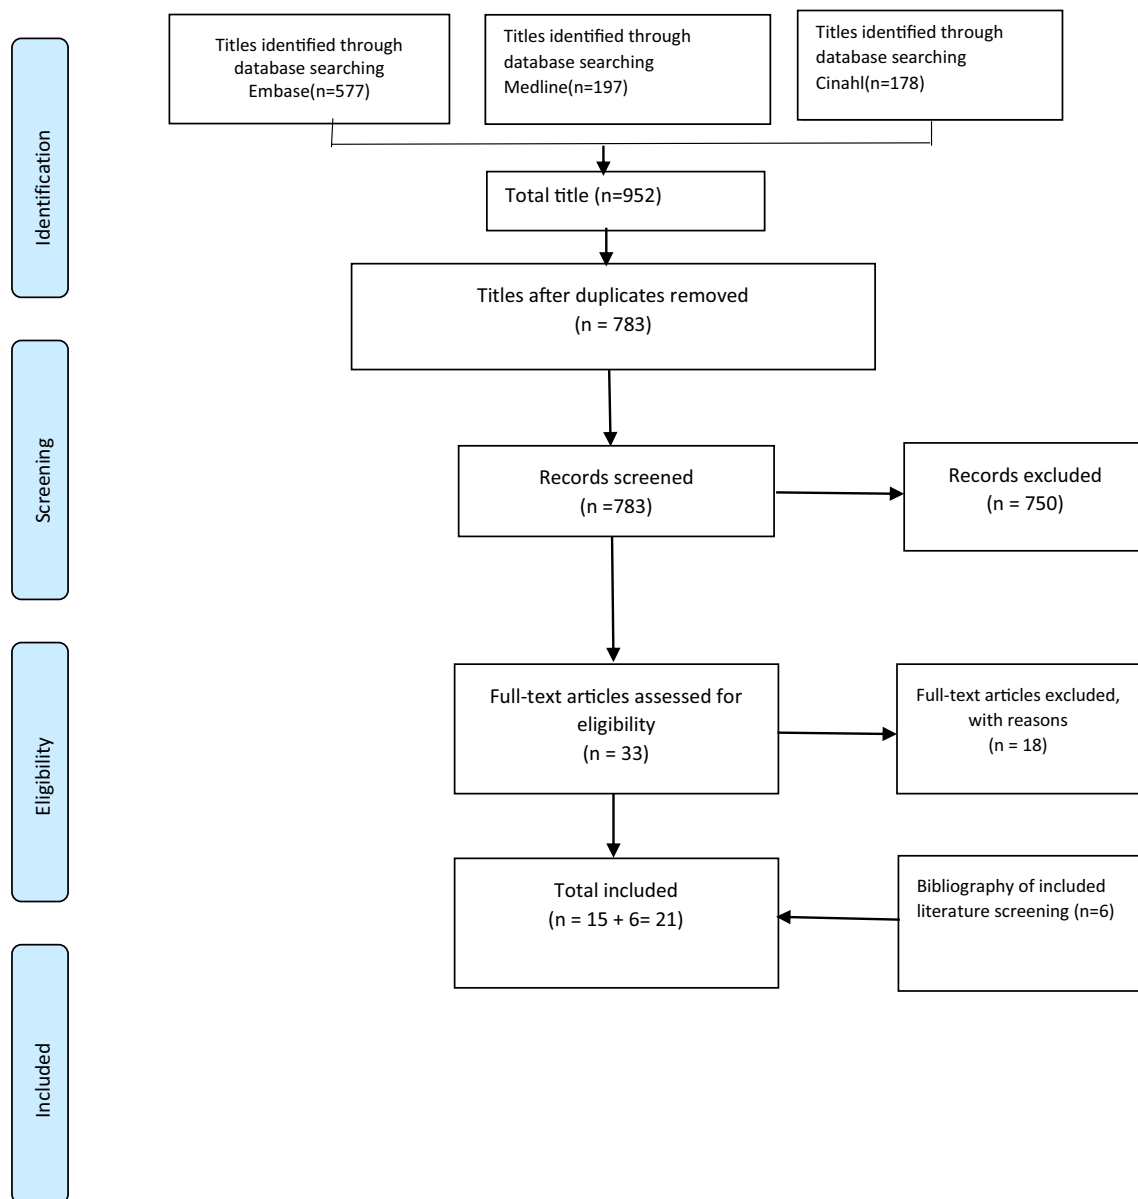 Titles identified through
database searching
Embase(n=577)
Titles identified through
database searching
Medline(n=197)
Titles identified through
database searching
Cinahl(n=178)
Identification
Total title (n=952)
Titles after duplicates removed
(n = 783)
Screening
Records screened
(n =783)
Records excluded
(n = 750)
Eligibility
Full-text articles assessed for
eligibility
(n = 33)
Full-text articles excluded,
with reasons
(n = 18)
Total included
(n = 15 + 6= 21)
Bibliography of included
literature screening (n=6)
Included